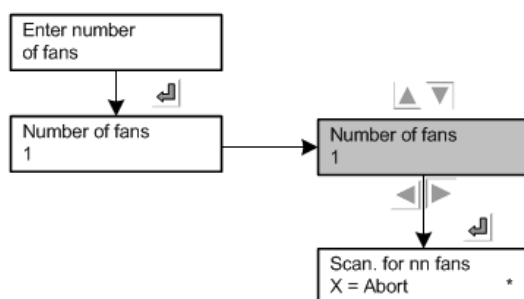 Enter number
of fans
Number of fans
1
Number of fans
1
Scan. for nn fans
X = Abort *